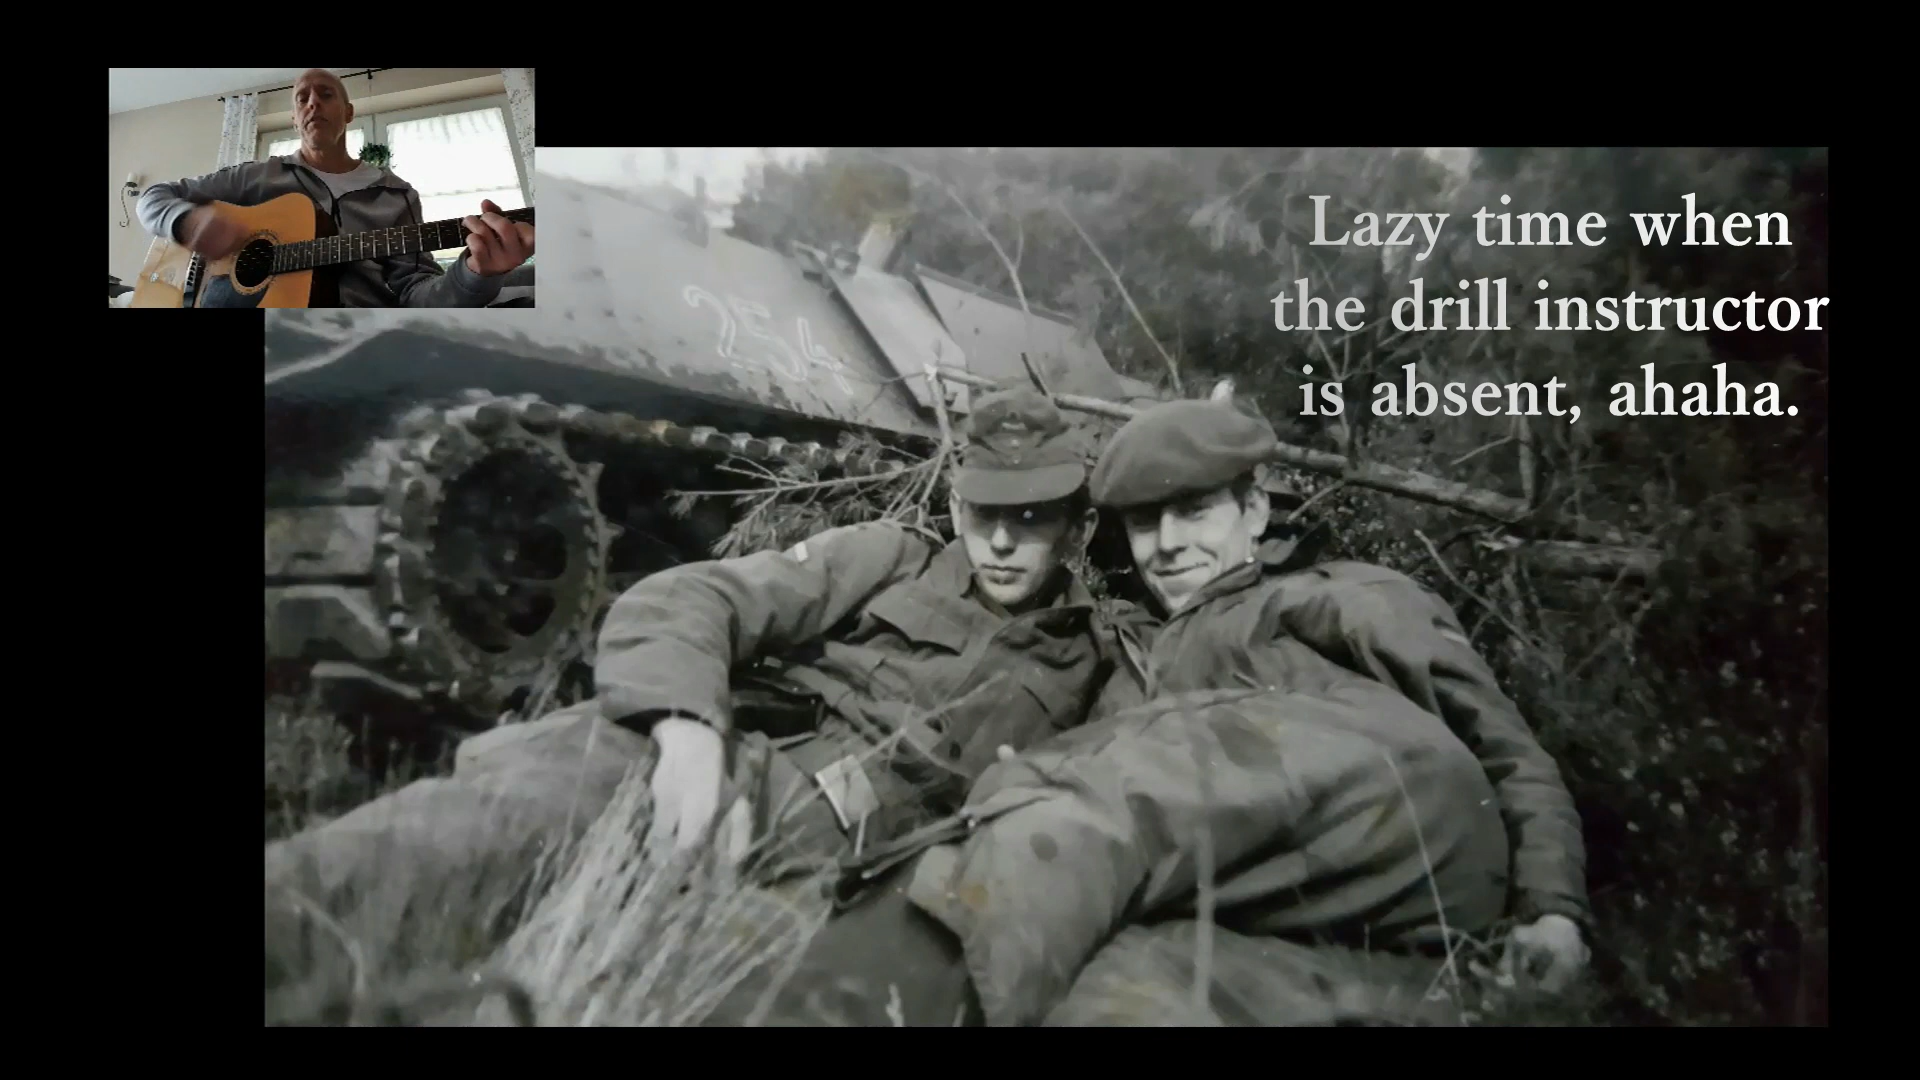 Lazy time when
the drill instructor
is absent, ahaha.
254